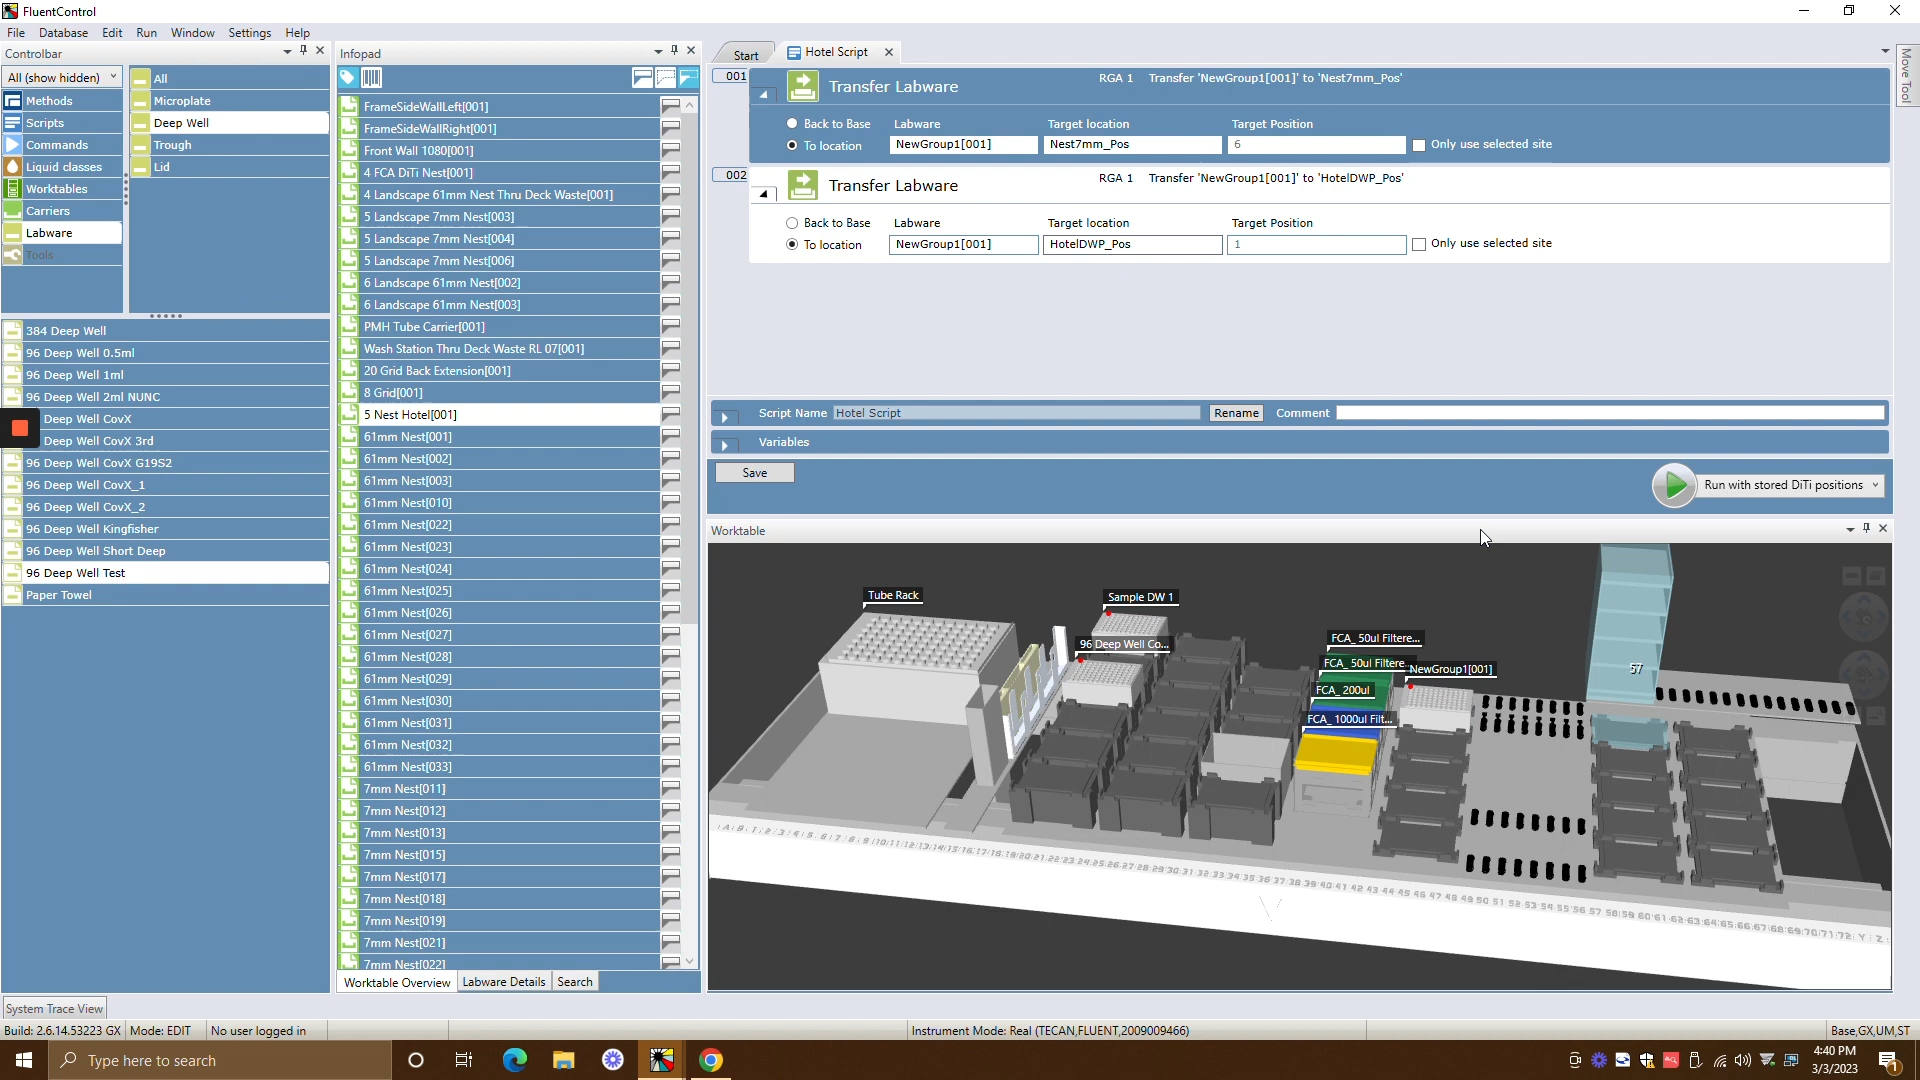 FluentControl
File Database Edit Run Window Settings Help
Controlbar
All (show hidden)
Methods
Scripts
Commands
Liquid classes
Worktables
Carriers
Labware
Tools
All
Microplate
Deep Well
Trough
Lid
384 Deep Well
96 Deep Well 0.5ml
96 Deep Well 1ml
96 Deep Well 2ml NUNC
Deep Well CovX
Deep Well CovX 3rd
96 Deep Well CovX G19S2
96 Deep Well CovX_1
96 Deep Well CovX_2
96 Deep Well Kingfisher
96 Deep Well Short Deep
96 Deep Well Test
Paper Towel
Infopad
FrameSideWallLeft[001]
FrameSideWallRight[001]
Front Wall 1080[001]
4 FCA DiTi Nest[001]
4 Landscape 61mm Nest Thru Deck Waste[001]
5 Landscape 7mm Nest[003]
5 Landscape 7mm Nest[004]
5 Landscape 7mm Nest[006]
6 Landscape 61mm Nest[002]
6 Landscape 61mm Nest[003]
PMH Tube Carrier[001]
Wash Station Thru Deck Waste RL 07[001]
20 Grid Back Extension[001]
8 Grid[001]
5 Nest Hotel[001]
61mm Nest[001]
61mm Nest[002]
61mm Nest[003]
61mm Nest[010]
61mm Nest[022]
61mm Nest[023]
61mm Nest[024]
61mm Nest[025]
61mm Nest[026]
61mm Nest[027]
61mm Nest[028]
61mm Nest[029]
61mm Nest[030]
61mm Nest[031]
61mm Nest[032]
61mm Nest[033]
7mm Nest[011]
7mm Nest[012]
7mm Nest[013]
7mm Nest[015]
7mm Nest[017]
7mm Nest[018]
7mm Nest[019]
7mm Nest[021]
7mm Nest[022]
Worktable Overview Labware Details Search
Start Hotel Script
Move Tool
001 Transfer Labware RGA 1 Transfer 'NewGroup1[001]' to 'Nest7mm_Pos'
Back to Base Labware Target location Target Position
To location NewGroup1[001] Nest7mm_Pos 6 Only use selected site
002 Transfer Labware RGA 1 Transfer 'NewGroup1[001]' to 'HotelDWP_Pos'
Back to Base Labware Target location Target Position
To location NewGroup1[001] HotelDWP_Pos 1 Only use selected site
Script Name Hotel Script Rename Comment
Variables
Save
Run with stored DiTi positions
Worktable
Tube Rack
Sample DW 1
96 Deep Well Co...
FCA_ 50ul Filtere...
FCA_ 50ul Filtere...
NewGroup1[001]
FCA_ 200ul
FCA_ 1000ul Filt...
57
System Trace View
Build: 2.6.14.53223 GX Mode: EDIT No user logged in Instrument Mode: Real (TECAN,FLUENT,2009009466) Base,GX,UM,ST
Type here to search
4:40 PM
3/3/2023
1